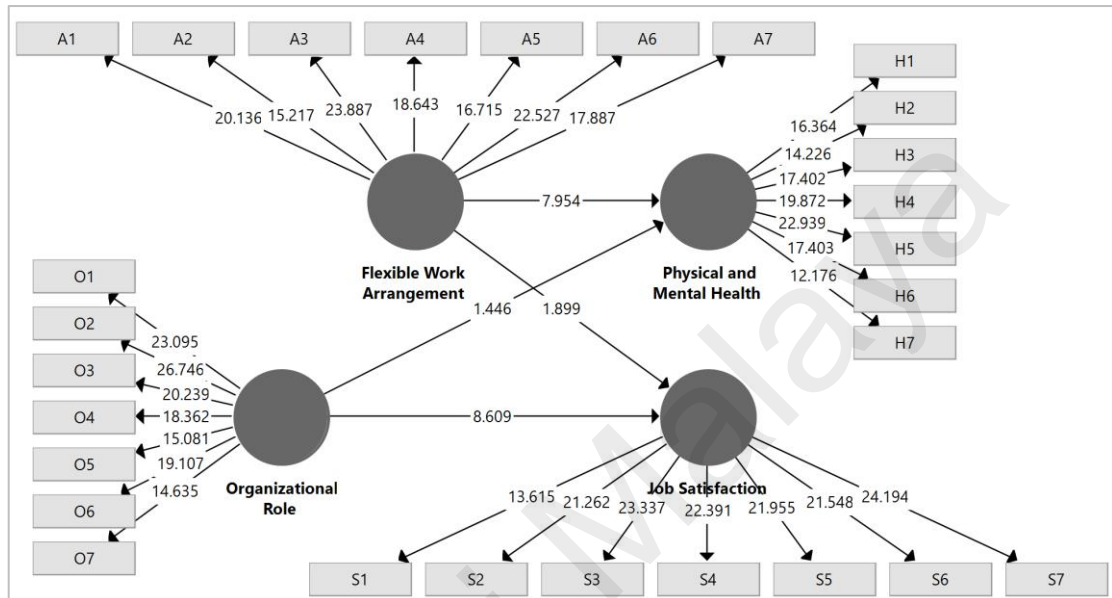 A1 A2 A3 A4 A5 A6 A7
20.136 15.217 23.887 18.643 16.715 22.527 17.887
H1
H2
H3
H4
H5
H6
H7
16.364
14.226
17.402
19.872
22.939
17.403
12.176
7.954
Flexible Work
Arrangement
Physical and
Mental Health
1.446
1.899
O1
O2
O3
O4
O5
O6
O7
23.095
26.746
20.239
18.362
15.081
19.107
14.635
8.609
Organizational
Role
Job Satisfaction
13.615 21.262 23.337 22.391 21.955 21.548 24.194
S1 S2 S3 S4 S5 S6 S7
Malaya